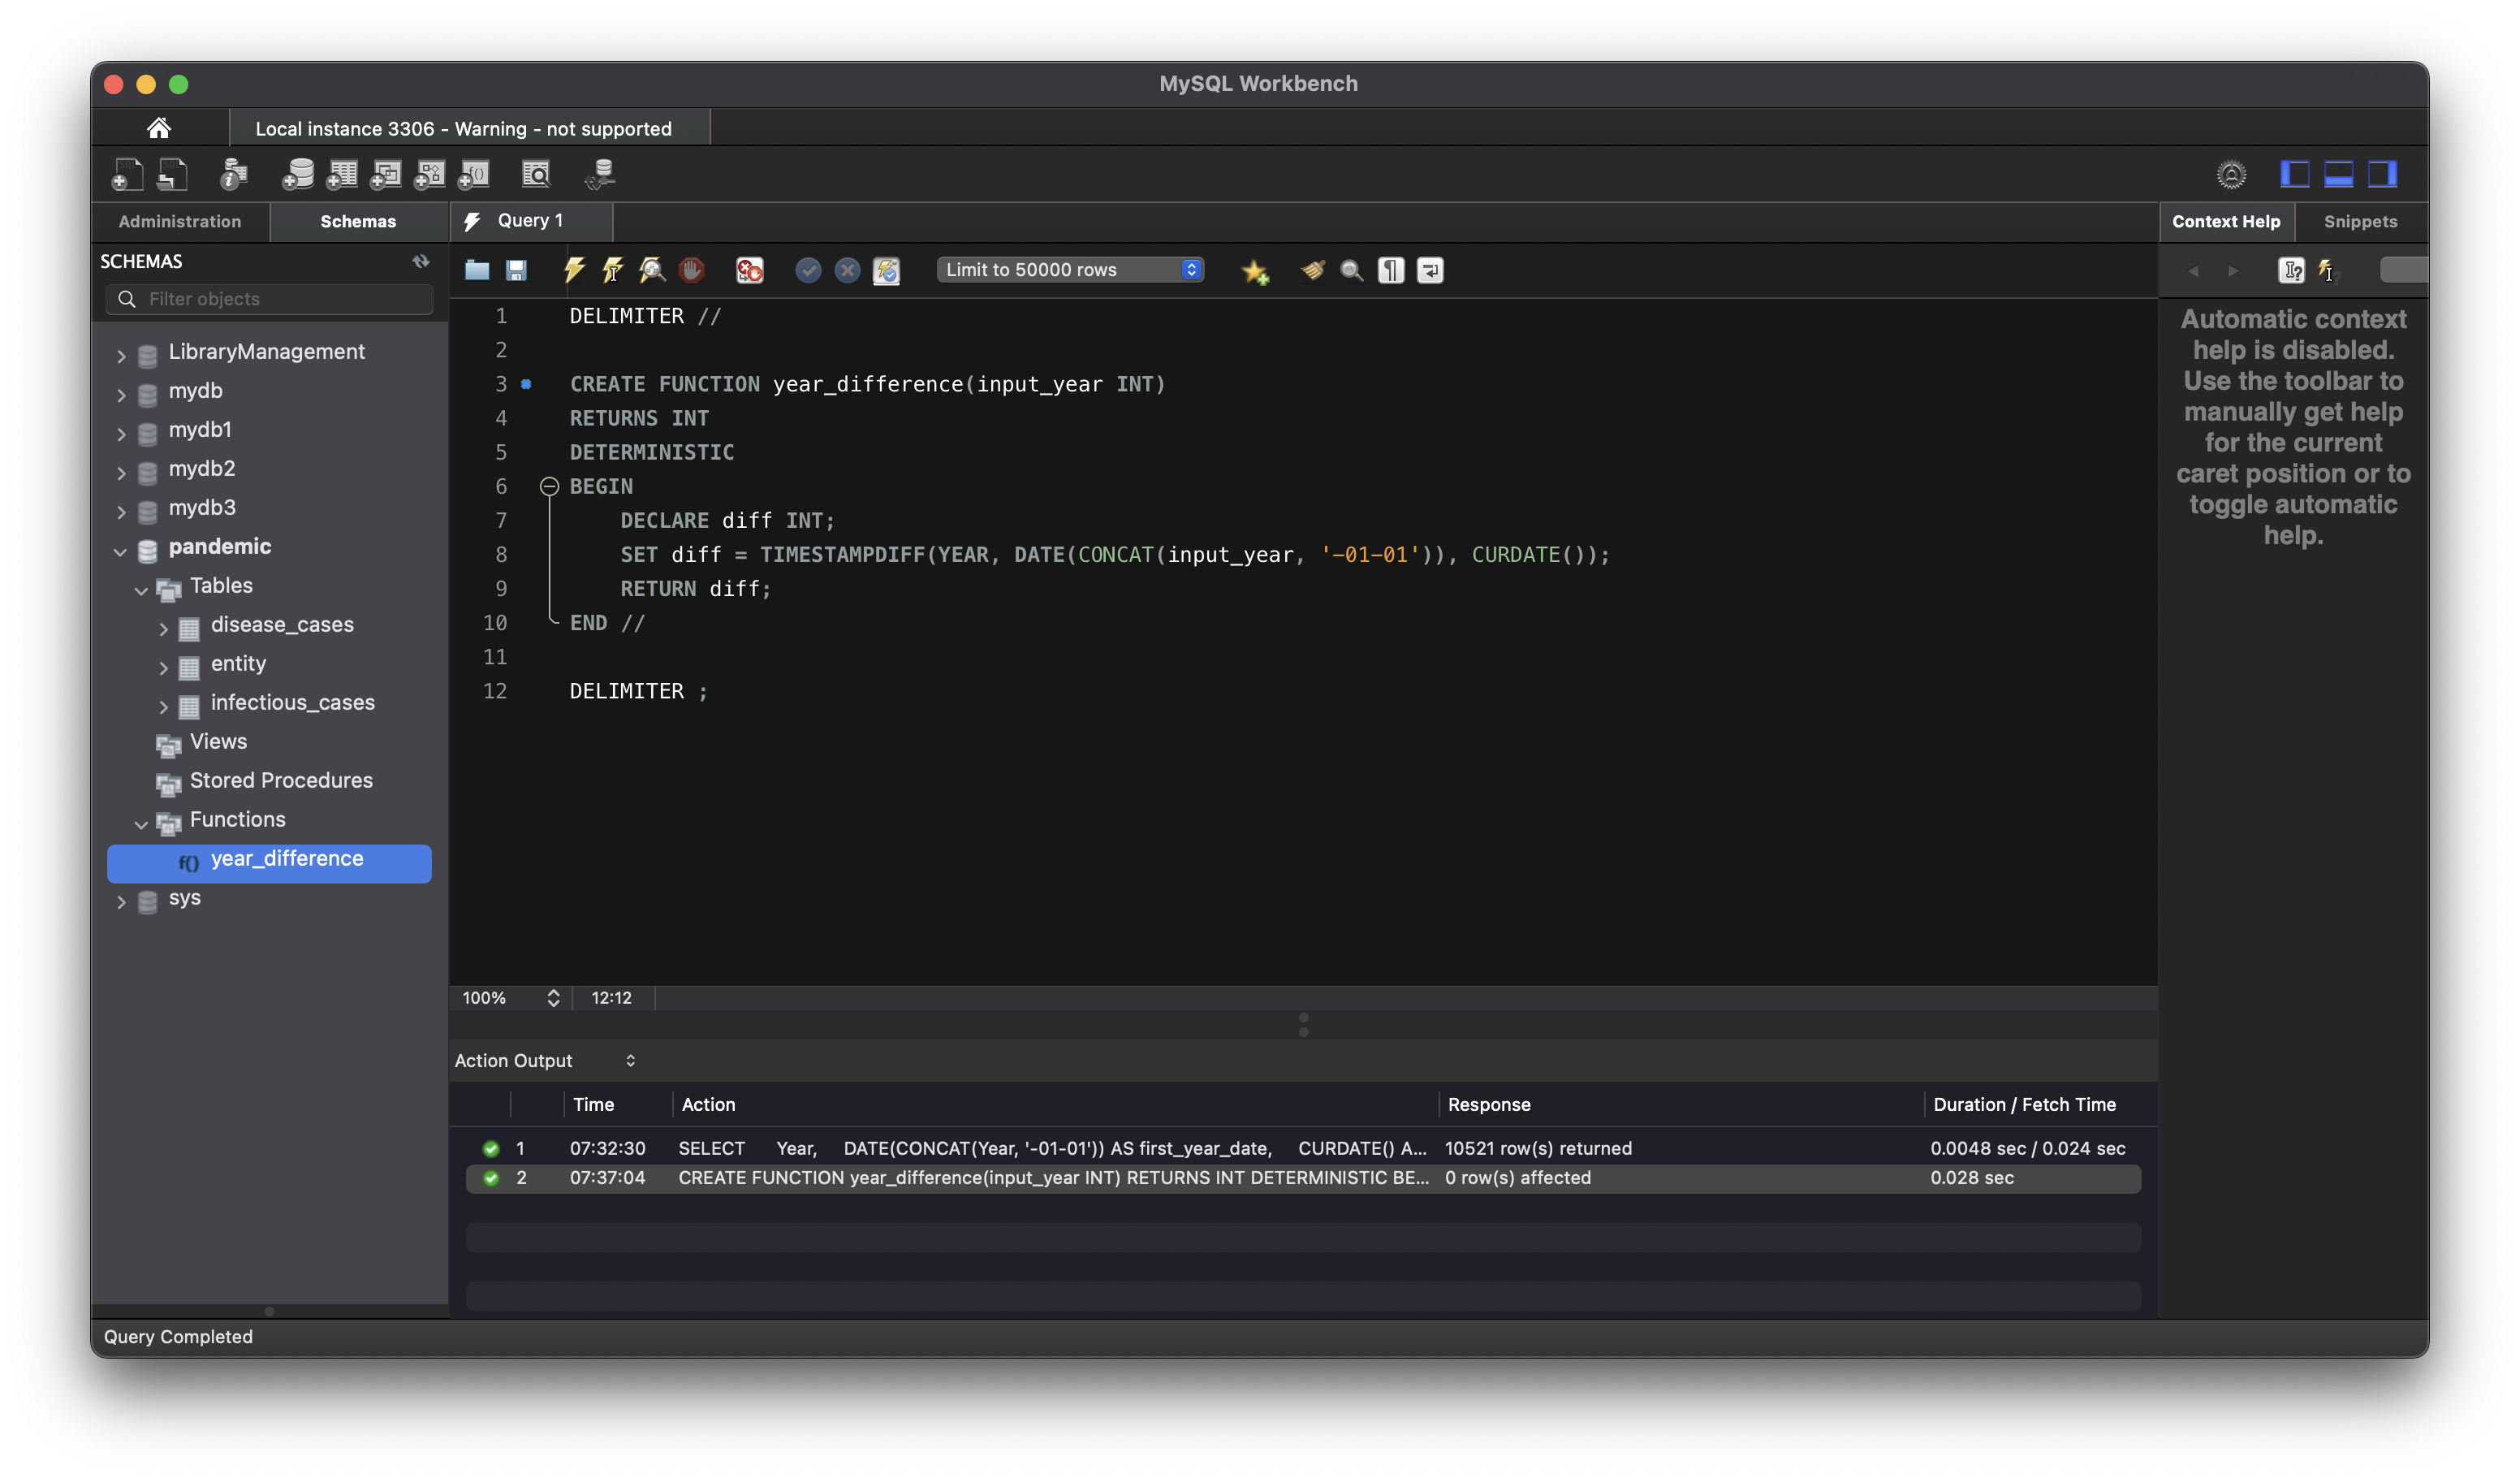 MySQL Workbench
Local instance 3306 - Warning - not supported
Administration
Schemas
Query 1
Context Help
Snippets
SCHEMAS
Filter objects
LibraryManagement
mydb
mydb1
mydb2
mydb3
pandemic
Tables
disease_cases
entity
infectious_cases
Views
Stored Procedures
Functions
f() year_difference
sys
Limit to 50000 rows
1 DELIMITER //
2
3 CREATE FUNCTION year_difference(input_year INT)
4 RETURNS INT
5 DETERMINISTIC
6 BEGIN
7 DECLARE diff INT;
8 SET diff = TIMESTAMPDIFF(YEAR, DATE(CONCAT(input_year, '-01-01')), CURDATE());
9 RETURN diff;
10 END //
11
12 DELIMITER ;
Automatic context
help is disabled.
Use the toolbar to
manually get help
for the current
caret position or to
toggle automatic
help.
100% 12:12
Action Output
Time Action Response Duration / Fetch Time
1 07:32:30 SELECT Year, DATE(CONCAT(Year, '-01-01')) AS first_year_date, CURDATE() A... 10521 row(s) returned 0.0048 sec / 0.024 sec
2 07:37:04 CREATE FUNCTION year_difference(input_year INT) RETURNS INT DETERMINISTIC BE... 0 row(s) affected 0.028 sec
Query Completed